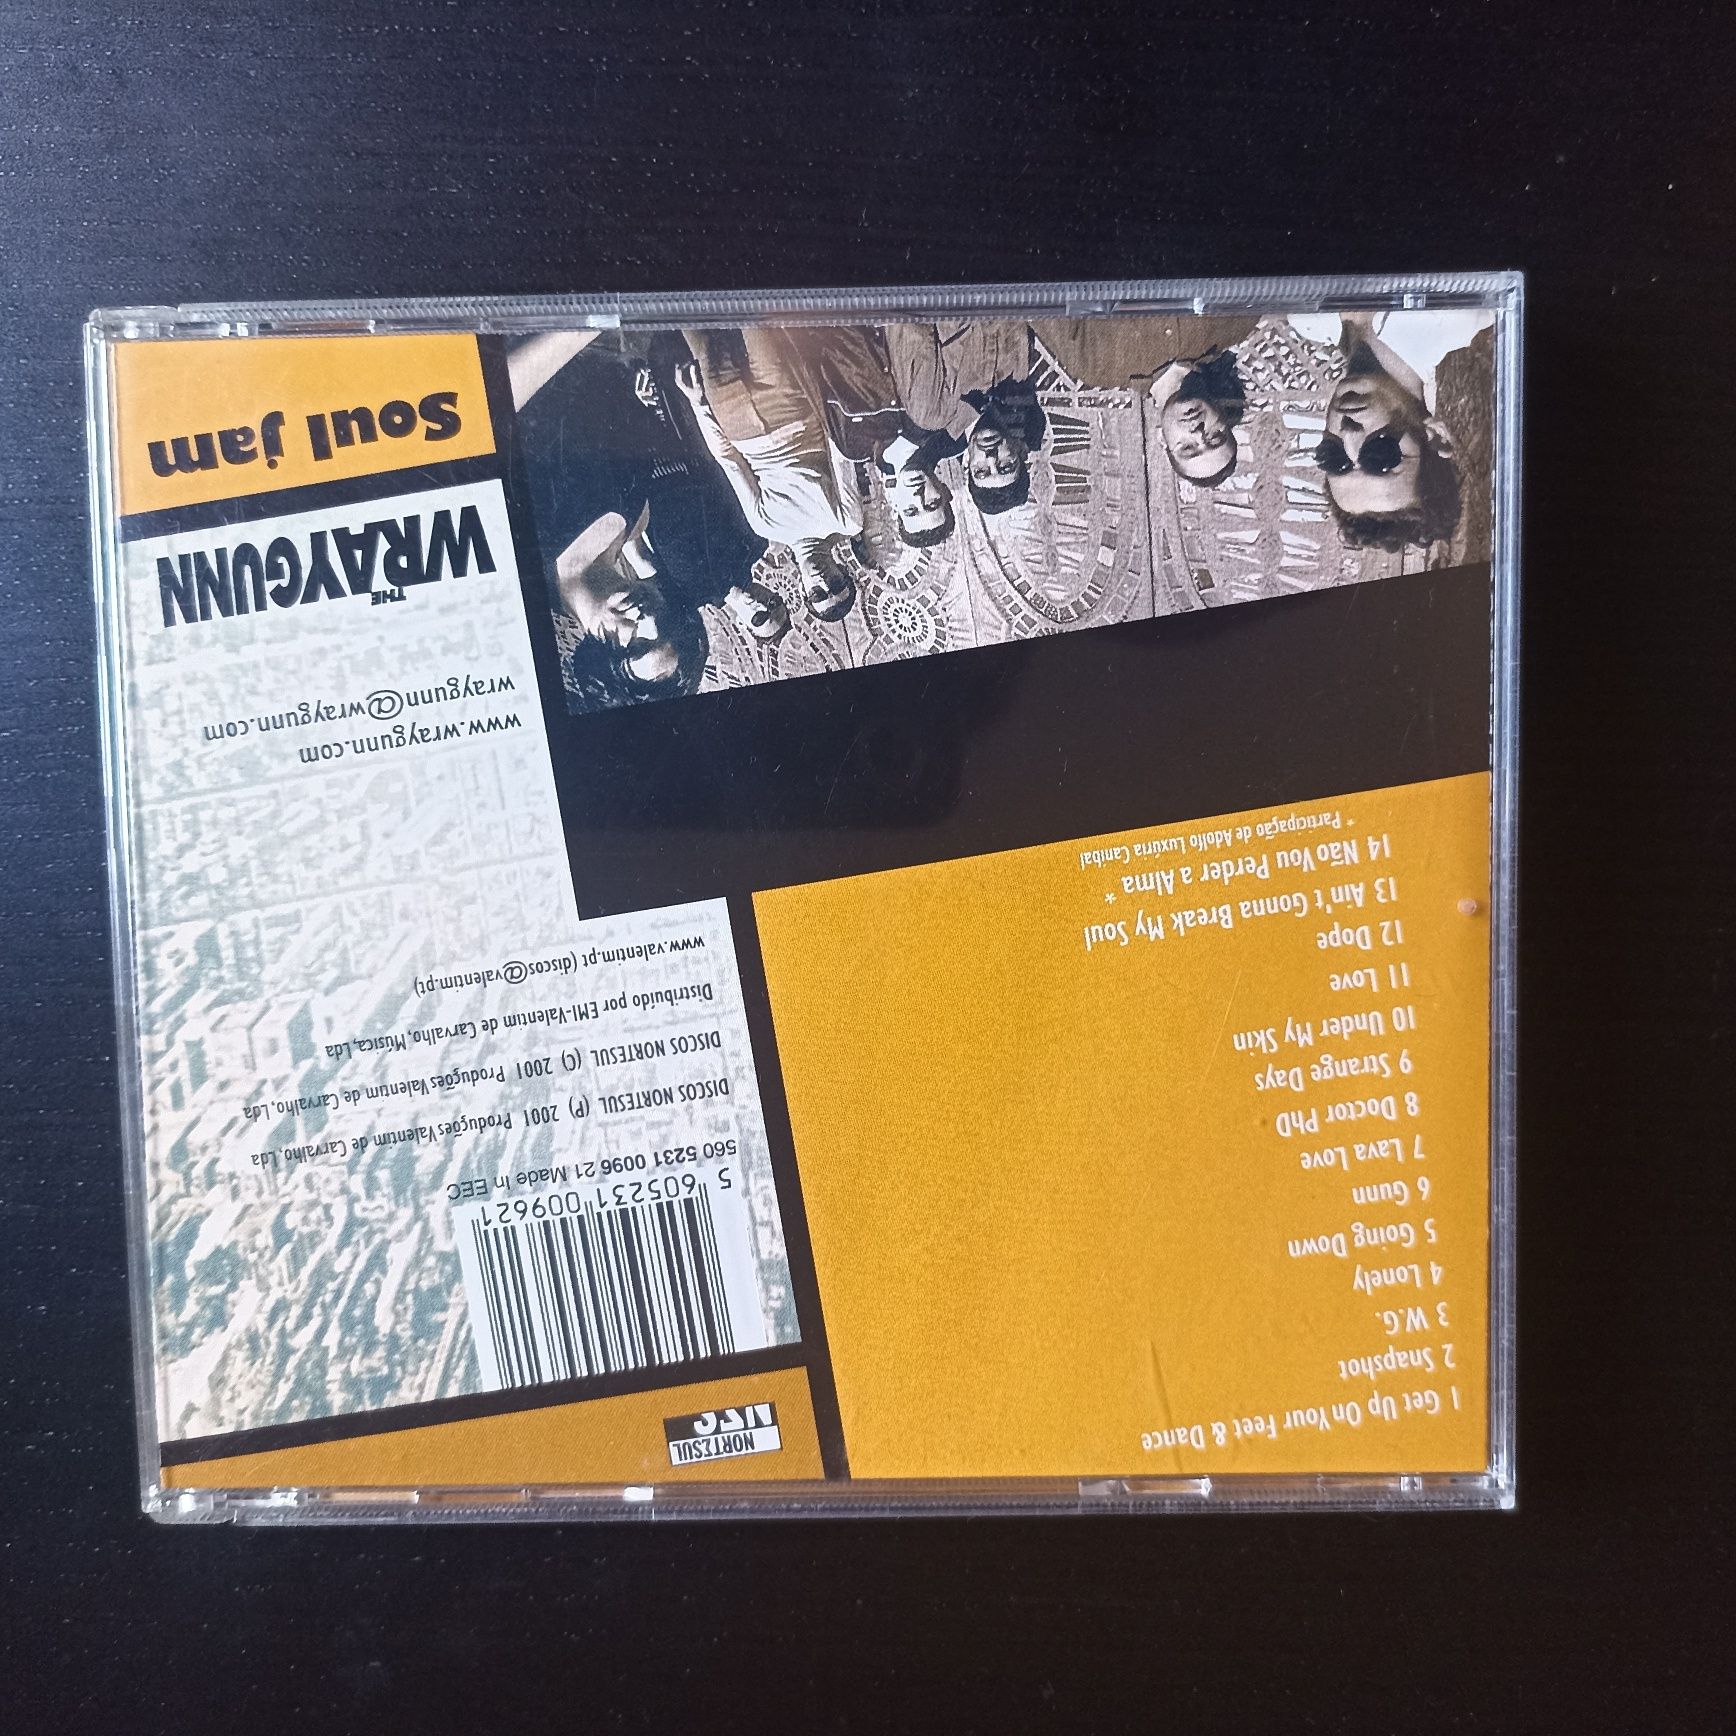 1 Get Up On Your Feet & Dance
2 Snapshot
3 W.G.
4 Lonely
5 Going Down
6 Gunn
7 Lava Love
8 Doctor PhD
9 Strange Days
10 Under My Skin
11 Love
12 Dope
13 Ain't Gonna Break My Soul
14 Não Vou Perder a Alma *
* Participação de Adolfo Luxúria Canibal
NORTESUL
5 605231 009621
560 5231 0096 21 Made In EEC
DISCOS NORTESUL (P) 2001 Produções Valentim de Carvalho, Lda
DISCOS NORTESUL (C) 2001 Produções Valentim de Carvalho, Lda
Distribuído por EMI-Valentim de Carvalho, Música, Lda
www.valentim.pt (discos@valentim.pt)
www.wraygunn.com
wraygunn@wraygunn.com
THE
WRAYGUNN
Soul jam